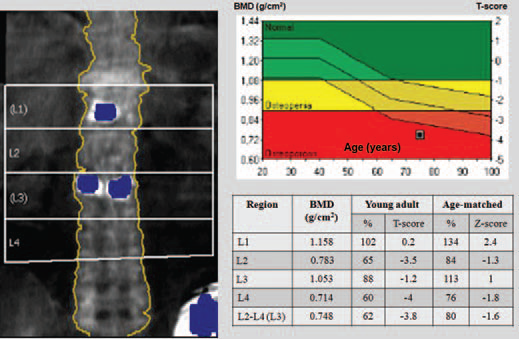 BMD (g/cm²) T-score
1,44 2
Normal
1,32 1
1,20 0
1,08 -1
0,96 -2
Osteopenia
0,84 -3
0,72 -4
Age (years)
Osteoporosis
0,60 -5
20 30 40 50 60 70 80 90 100
(L1)
L2
(L3)
L4
Region BMD (g/cm²) Young adult Age-matched
% T-score % Z-score
L1 1.158 102 0.2 134 2.4
L2 0.783 65 -3.5 84 -1.3
L3 1.053 88 -1.2 113 1
L4 0.714 60 -4 76 -1.8
L2-L4 (L3) 0.748 62 -3.8 80 -1.6